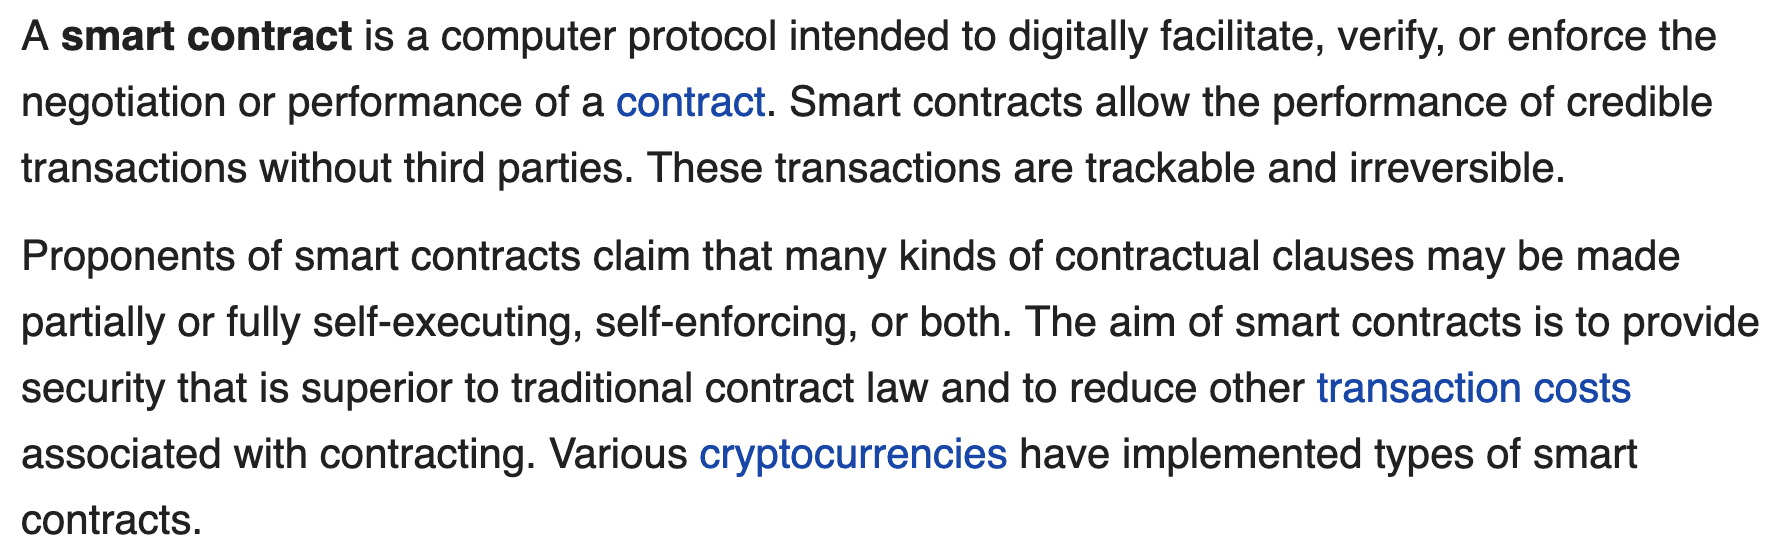 A smart contract is a computer protocol intended to digitally facilitate, verify, or enforce the
negotiation or performance of a contract. Smart contracts allow the performance of credible
transactions without third parties. These transactions are trackable and irreversible.
Proponents of smart contracts claim that many kinds of contractual clauses may be made
partially or fully self-executing, self-enforcing, or both. The aim of smart contracts is to provide
security that is superior to traditional contract law and to reduce other transaction costs
associated with contracting. Various cryptocurrencies have implemented types of smart
contracts.